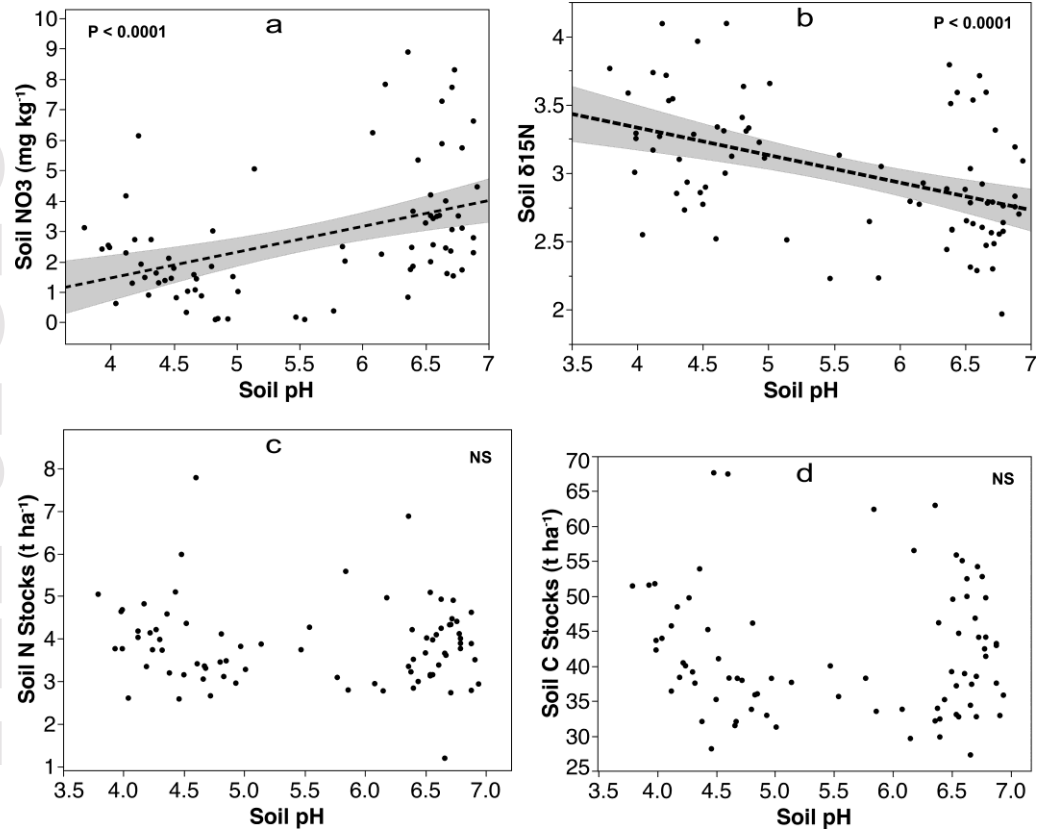 a
P < 0.0001
10
9
8
7
6
5
4
3
2
1
0
Soil NO3 (mg kg⁻¹)
4 4.5 5 5.5 6 6.5 7
Soil pH
b
P < 0.0001
4
3.5
3
2.5
2
Soil δ15N
3.5 4 4.5 5 5.5 6 6.5 7
Soil pH
c
NS
8
7
6
5
4
3
2
1
Soil N Stocks (t ha⁻¹)
3.5 4.0 4.5 5.0 5.5 6.0 6.5 7.0
Soil pH
d
NS
70
65
60
55
50
45
40
35
30
25
Soil C Stocks (t ha⁻¹)
3.5 4.0 4.5 5.0 5.5 6.0 6.5 7.0
Soil pH